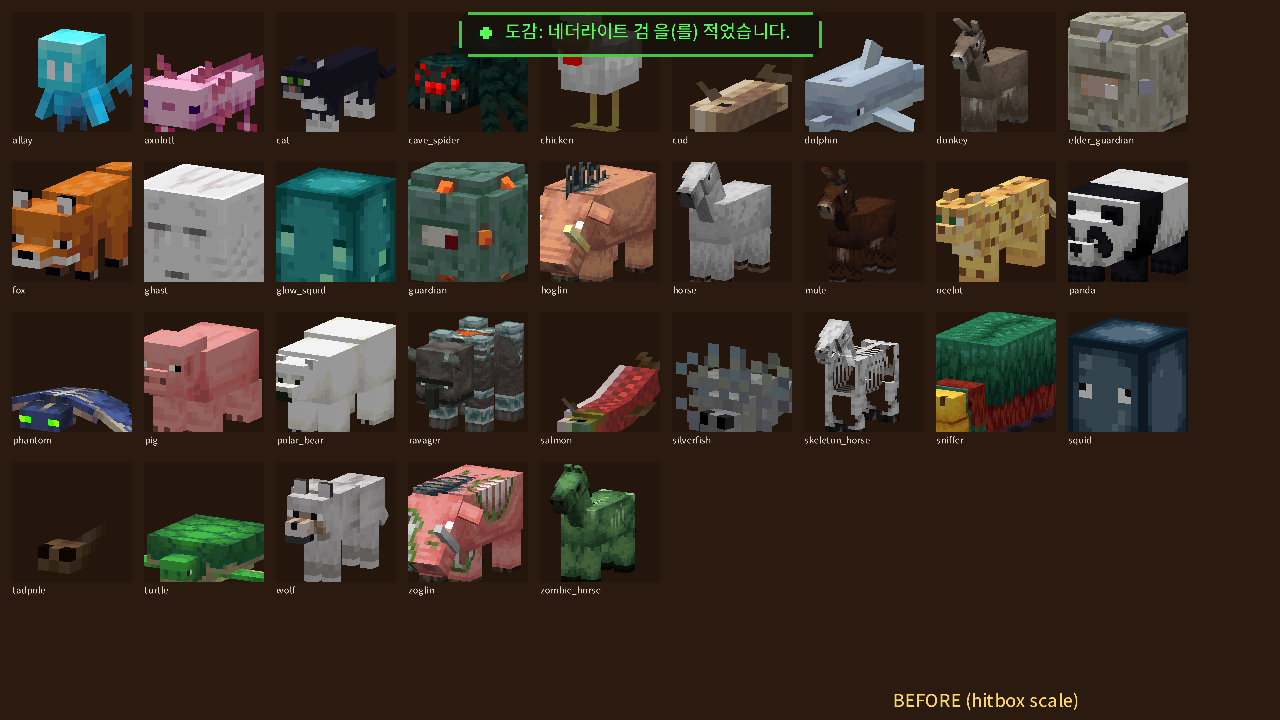 도감: 네더라이트 검 을(를) 적었습니다.
allay axolotl cat cave_spider chicken cod dolphin donkey elder_guardian
fox ghast glow_squid guardian hoglin horse mule ocelot panda
phantom pig polar_bear ravager salmon silverfish skeleton_horse sniffer squid
tadpole turtle wolf zoglin zombie_horse
BEFORE (hitbox scale)